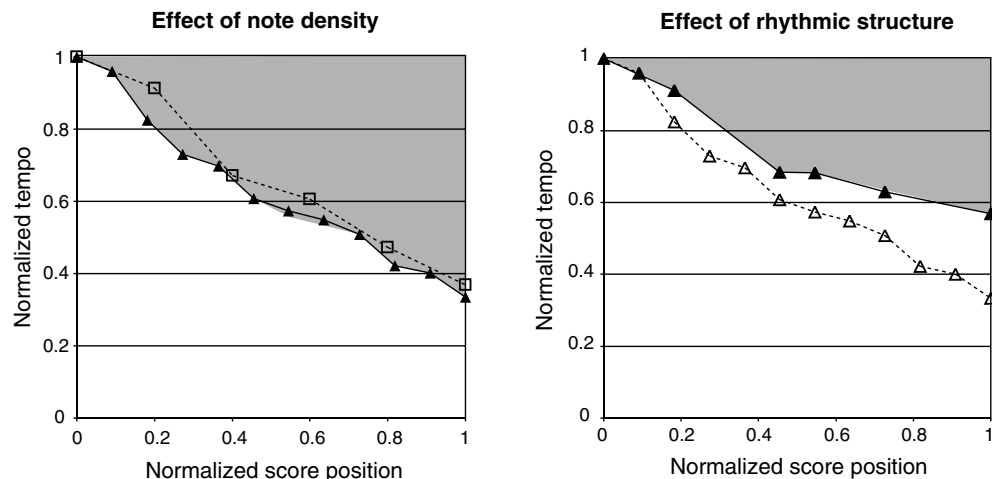 Effect of note density
1
0.8
0.6
0.4
0.2
0
0 0.2 0.4 0.6 0.8 1
Normalized tempo
Normalized score position
Effect of rhythmic structure
1
0.8
0.6
0.4
0.2
0
0 0.2 0.4 0.6 0.8 1
Normalized tempo
Normalized score position